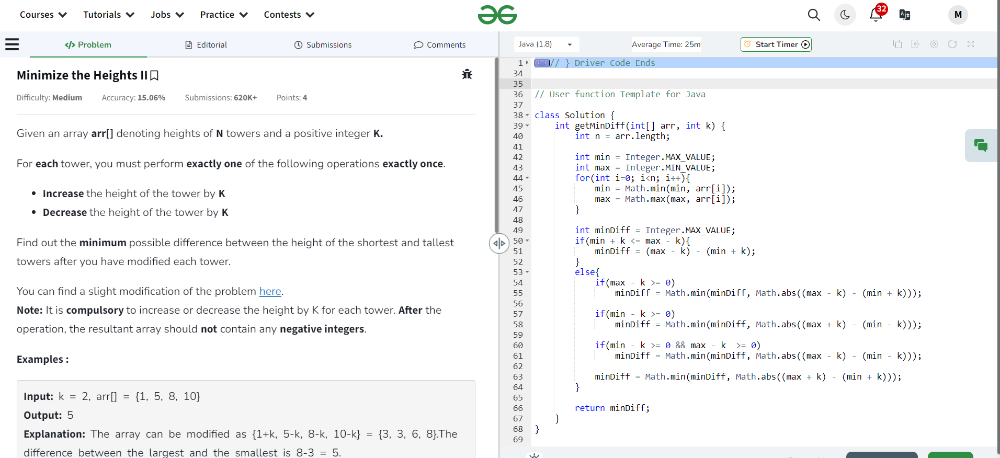 Courses Tutorials Jobs Practice Contests 32 M
</> Problem Editorial Submissions Comments
Minimize the Heights II
Difficulty: Medium Accuracy: 15.06% Submissions: 620K+ Points: 4
Given an array arr[] denoting heights of N towers and a positive integer K.
For each tower, you must perform exactly one of the following operations exactly once.
• Increase the height of the tower by K
• Decrease the height of the tower by K
Find out the minimum possible difference between the height of the shortest and tallest
towers after you have modified each tower.
You can find a slight modification of the problem here.
Note: It is compulsory to increase or decrease the height by K for each tower. After the
operation, the resultant array should not contain any negative integers.
Examples :
Input: k = 2, arr[] = {1, 5, 8, 10}
Output: 5
Explanation: The array can be modified as {1+k, 5-k, 8-k, 10-k} = {3, 3, 6, 8}.The
difference between the largest and the smallest is 8-3 = 5.
Java (1.8) Average Time: 25m Start Timer
1 // } Driver Code Ends
34
35
36 // User function Template for Java
37
38 class Solution {
39 int getMinDiff(int[] arr, int k) {
40 int n = arr.length;
41
42 int min = Integer.MAX_VALUE;
43 int max = Integer.MIN_VALUE;
44 for(int i=0; i<n; i++){
45 min = Math.min(min, arr[i]);
46 max = Math.max(max, arr[i]);
47 }
48
49 int minDiff = Integer.MAX_VALUE;
50 if(min + k <= max - k){
51 minDiff = (max - k) - (min + k);
52 }
53 else{
54 if(max - k >= 0)
55 minDiff = Math.min(minDiff, Math.abs((max - k) - (min + k)));
56
57 if(min - k >= 0)
58 minDiff = Math.min(minDiff, Math.abs((max + k) - (min - k)));
59
60 if(min - k >= 0 && max - k  >= 0)
61 minDiff = Math.min(minDiff, Math.abs((max - k) - (min - k)));
62
63 minDiff = Math.min(minDiff, Math.abs((max + k) - (min + k)));
64 }
65
66 return minDiff;
67 }
68 }
69